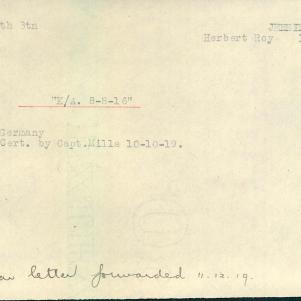 th Btn
Herbert Roy
"K/A. 8-8-16"
Germany
Cert. by Capt.Mills 10-10-19.
letter forwarded 11.12.19.